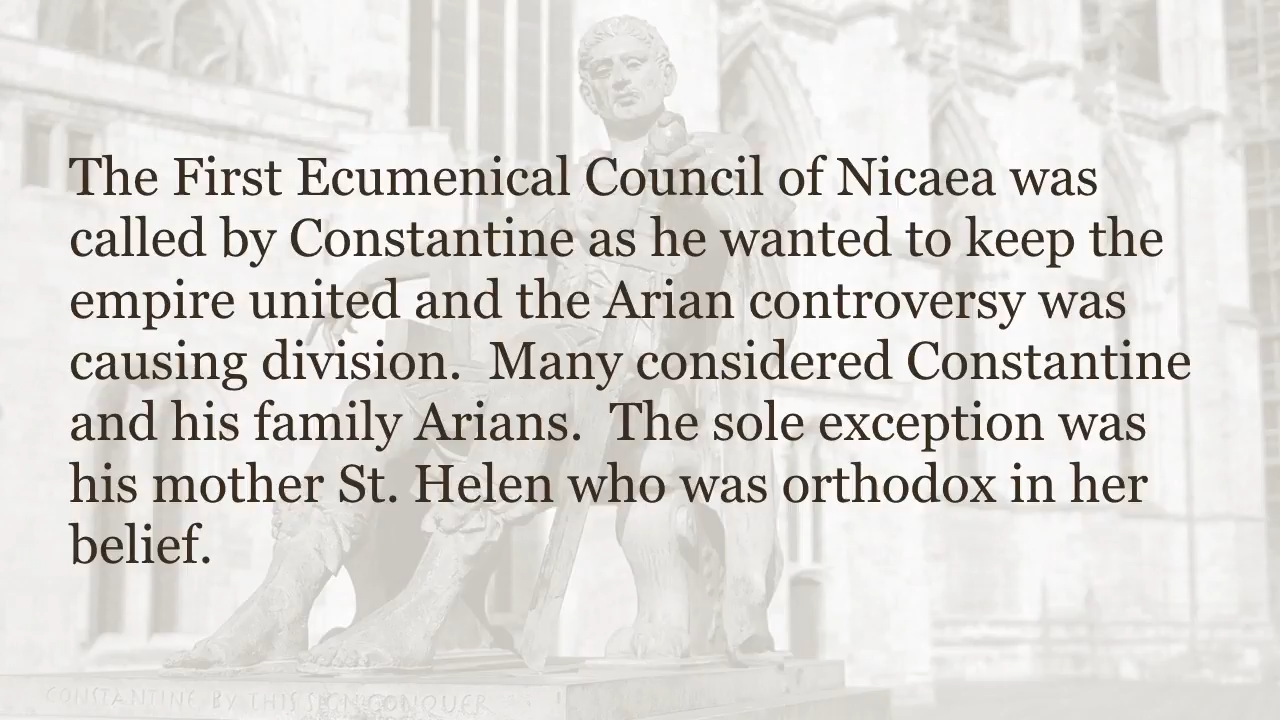 The First Ecumenical Council of Nicaea was
called by Constantine as he wanted to keep the
empire united and the Arian controversy was
causing division.  Many considered Constantine
and his family Arians.  The sole exception was
his mother St. Helen who was orthodox in her
belief.
CONSTANTINE BY THIS SIGN CONQUER